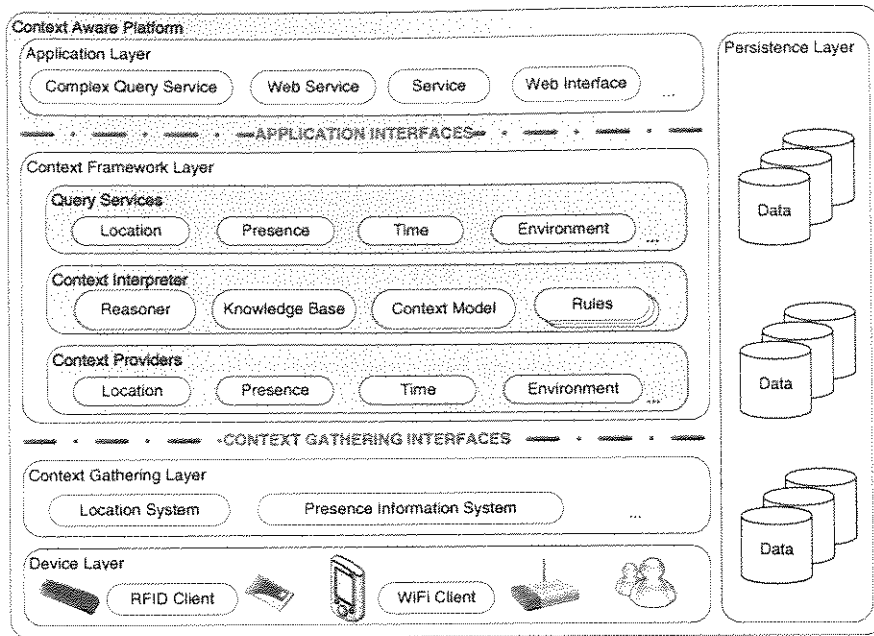 Context Aware Platform
Application Layer
Complex Query Service
Web Service
Service
Web Interface
...
APPLICATION INTERFACES
Context Framework Layer
Query Services
Location
Presence
Time
Environment
...
Context Interpreter
Reasoner
Knowledge Base
Context Model
Rules
Context Providers
Location
Presence
Time
Environment
...
CONTEXT GATHERING INTERFACES
Context Gathering Layer
Location System
Presence Information System
...
Device Layer
RFID Client
WiFi Client
Persistence Layer
Data
Data
Data